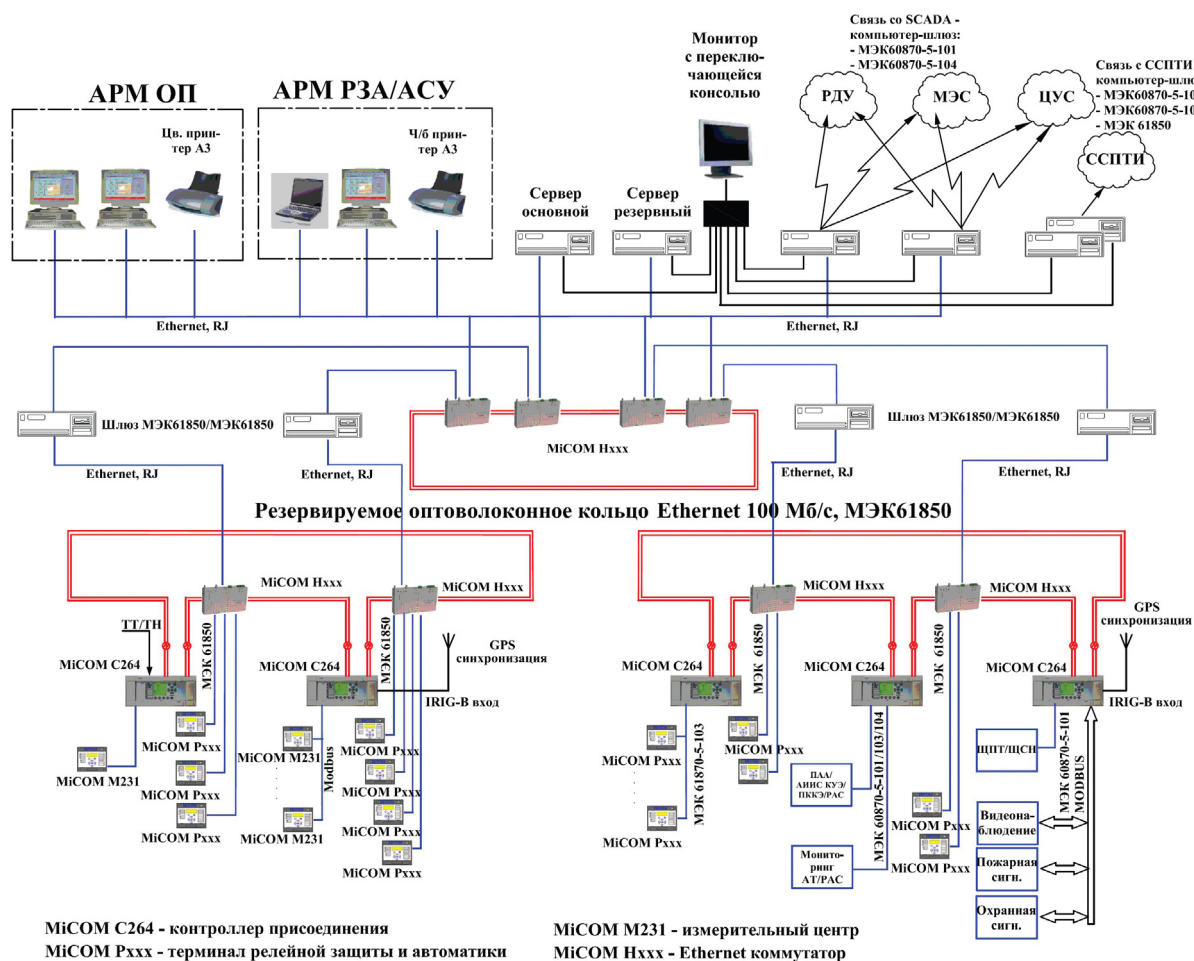 Связь со SCADA -
компьютер-шлюз:
- МЭК60870-5-101
- МЭК60870-5-104
Монитор
с переклю-
чающейся
консолью
Связь с ССПТИ
компьютер-шлю
- МЭК60870-5-10
- МЭК60870-5-10
- МЭК 61850
АРМ ОП
АРМ РЗА/АСУ
РДУ
МЭС
ЦУС
ССПТИ
Цв. прин-
тер А3
Ч/б прин-
тер А3
Сервер
основной
Сервер
резервный
Ethernet, RJ
Ethernet, RJ
Шлюз МЭК61850/МЭК61850
Шлюз МЭК61850/МЭК61850
MiCOM Hxxx
Ethernet, RJ
Ethernet, RJ
Ethernet, RJ
Ethernet, RJ
Резервируемое оптоволоконное кольцо Ethernet 100 Мб/с, МЭК61850
MiCOM Hxxx
MiCOM Hxxx
MiCOM Hxxx
MiCOM Hxxx
ТТ/ТН
МЭК 61850
МЭК 61850
GPS
синхронизация
МЭК 61850
МЭК 61850
GPS
синхронизация
MiCOM C264
MiCOM C264
MiCOM C264
MiCOM C264
MiCOM C264
IRIG-B вход
IRIG-B вход
MiCOM M231
MiCOM Pxxx
MiCOM Pxxx
MiCOM Pxxx
MiCOM M231
Modbus
MiCOM M231
MiCOM Pxxx
MiCOM Pxxx
MiCOM Pxxx
MiCOM Pxxx
MiCOM Pxxx
MiCOM Pxxx
МЭК 61870-5-103
MiCOM Pxxx
ПАА/
АИИС КУЭ/
ПККЭ/РАС
Монито-
ринг
АТ/РАС
МЭК 60870-5-101/103/104
MiCOM Pxxx
MiCOM Pxxx
ЩПТ/ЩСН
МЭК 60870-5-101
MODBUS
Видеона-
блюдение
Пожарная
сигн.
Охранная
сигн.
MiCOM C264 - контроллер присоединения
MiCOM Pxxx - терминал релейной защиты и автоматики
MiCOM M231 - измерительный центр
MiCOM Hxxx - Ethernet коммутатор